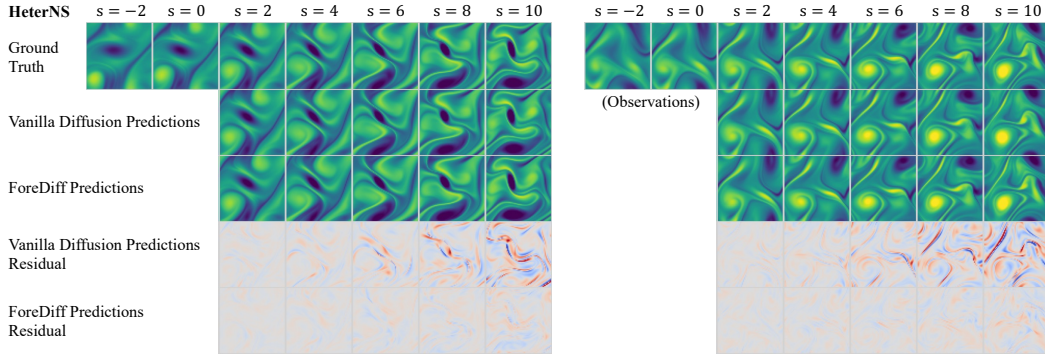 HeterNS s = −2 s = 0 s = 2 s = 4 s = 6 s = 8 s = 10 s = −2 s = 0 s = 2 s = 4 s = 6 s = 8 s = 10
Ground
Truth
(Observations)
Vanilla Diffusion Predictions
ForeDiff Predictions
Vanilla Diffusion Predictions
Residual
ForeDiff Predictions
Residual